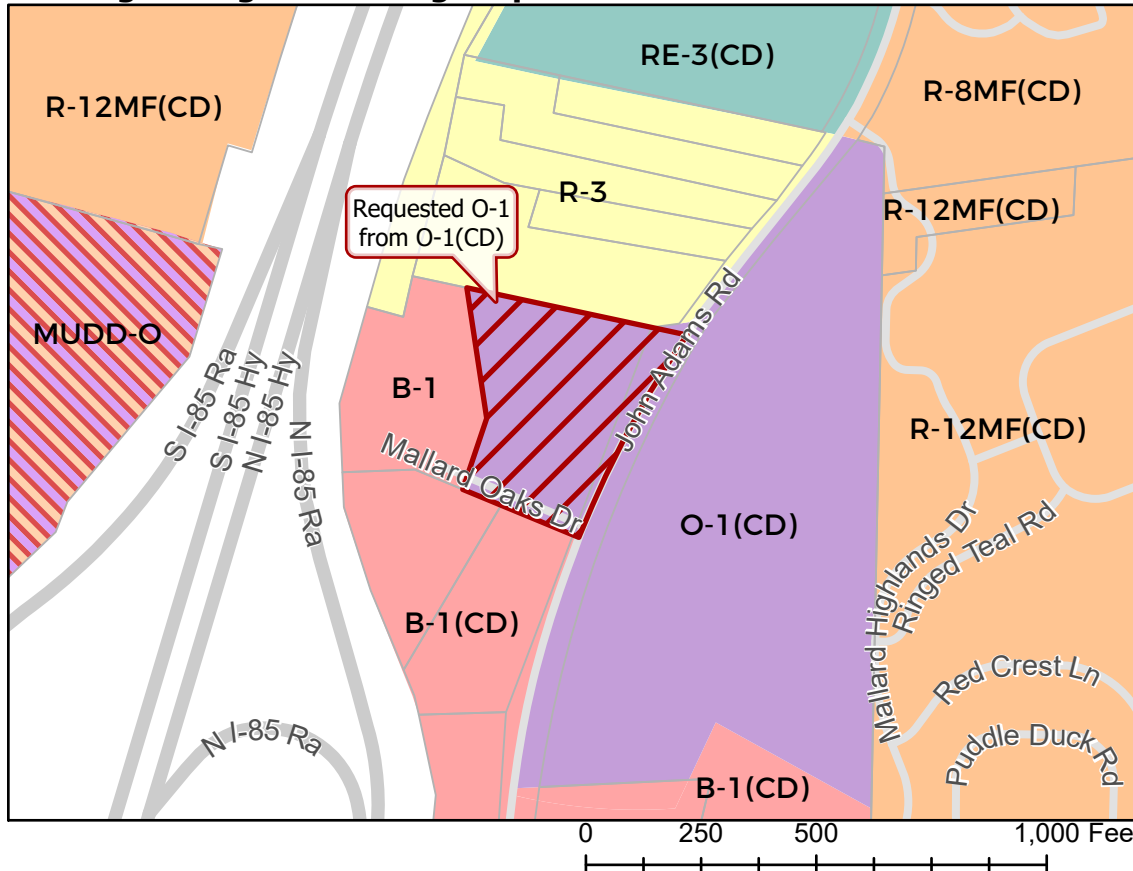 RE-3(CD)
R-12MF(CD)
R-8MF(CD)
R-3
Requested O-1
from O-1(CD)
R-12MF(CD)
MUDD-O
S I-85 Ra
S I-85 Hy
N I-85 Hy
N I-85 Ra
B-1
John Adams Rd
Mallard Oaks Dr
R-12MF(CD)
O-1(CD)
Mallard Highlands Dr
Ringed Teal Rd
B-1(CD)
Red Crest Ln
N I-85 Ra
Puddle Duck Rd
B-1(CD)
0 250 500 1,000 Fee